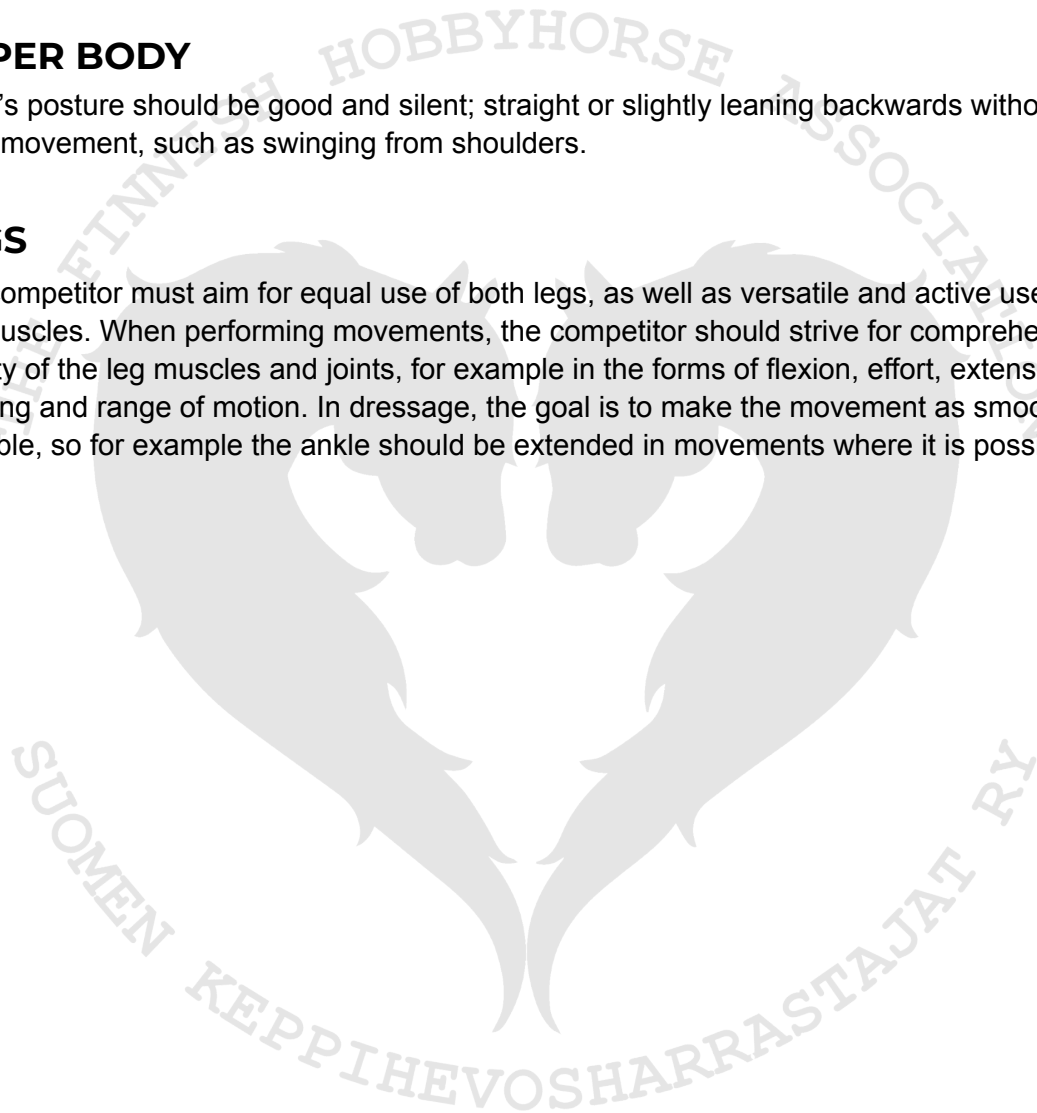 PER BODY
's posture should be good and silent; straight or slightly leaning backwards witho
movement, such as swinging from shoulders.
GS
ompetitor must aim for equal use of both legs, as well as versatile and active use
uscles. When performing movements, the competitor should strive for comprehe
ty of the leg muscles and joints, for example in the forms of flexion, effort, extens
ng and range of motion. In dressage, the goal is to make the movement as smoo
ble, so for example the ankle should be extended in movements where it is poss
THE FINNISH HOBBYHORSE ASSOCIATION
SUOMEN KEPPIHEVOSHARRASTAJAT RY